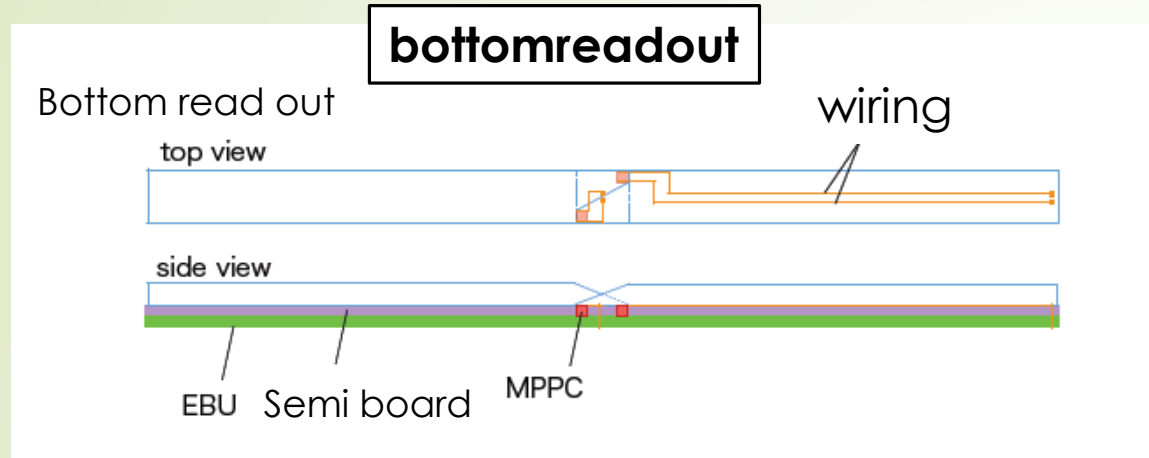 bottomreadout
Bottom read out
wiring
top view
side view
MPPC
EBU
Semi board